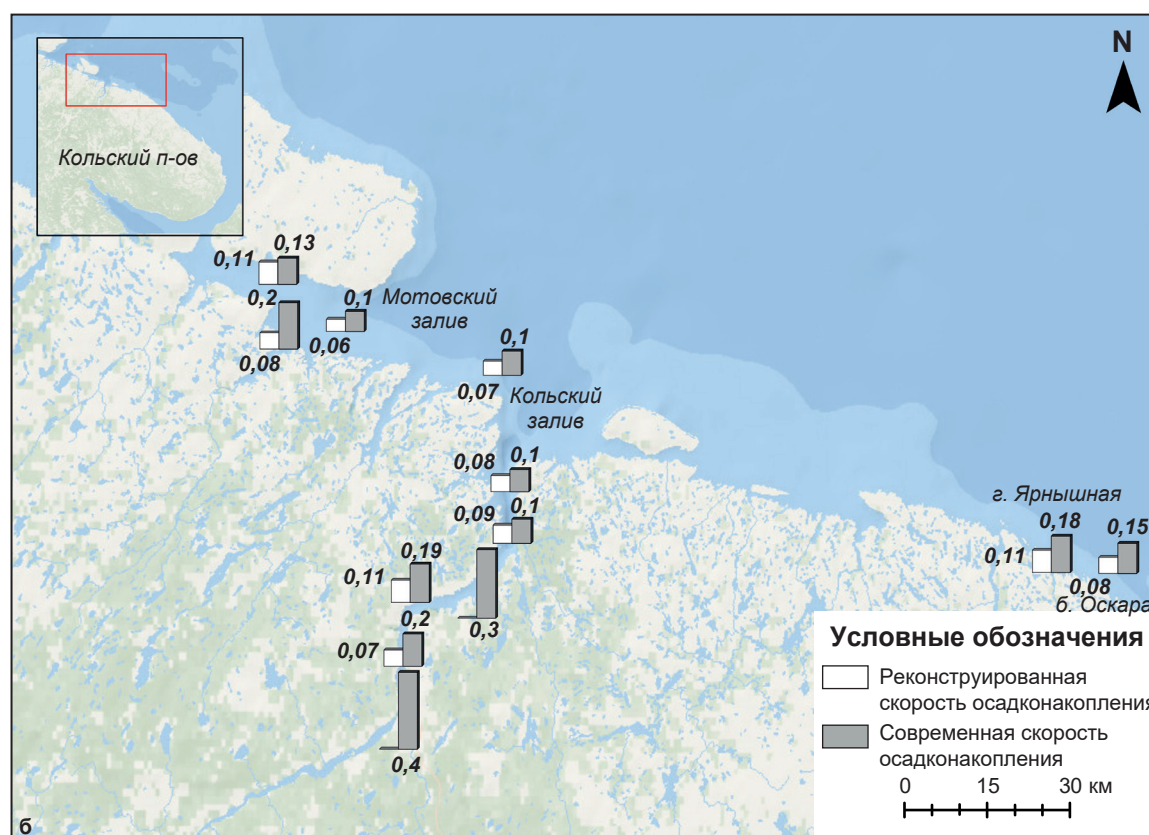 N
Кольский п-ов
0,13
0,11
0,2
0,08
0,1
0,06
Мотовский
залив
0,1
0,07
Кольский
залив
0,1
0,08
0,1
0,09
0,19
0,11
0,3
0,2
0,07
0,4
г. Ярнышная
0,18
0,11
0,15
0,08
б. Оскара
Условные обозначения
Реконструированная
скорость осадконакопления
Современная скорость
осадконакопления
0 15 30 км
б